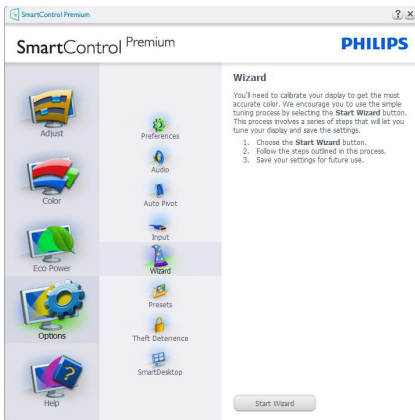 SmartControl Premium
? X
SmartControl Premium
PHILIPS
Adjust
Color
Eco Power
Options
Help
Preferences
Audio
Auto Pivot
Input
Wizard
Presets
Theft Deterrence
SmartDesktop
Wizard
You'll need to calibrate your display to get the most
accurate color. We encourage you to use the simple
tuning process by selecting the Start Wizard button.
This process involves a series of steps that will let you
tune your display and save the settings.
1. Choose the Start Wizard button.
2. Follow the steps outlined in this process.
3. Save your settings for future use.
Start Wizard